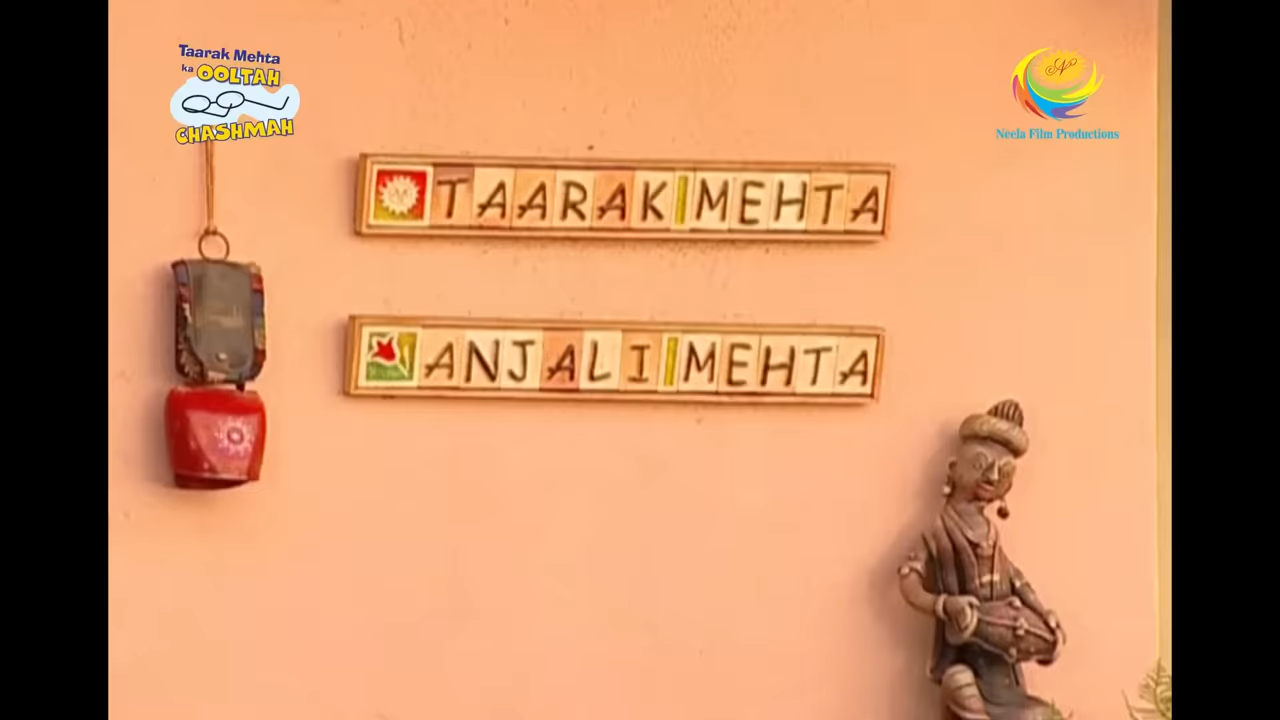 Taarak Mehta
ka OOLTAH
CHASHMAH
Neela Film Productions
TAARAK MEHTA
ANJALI MEHTA